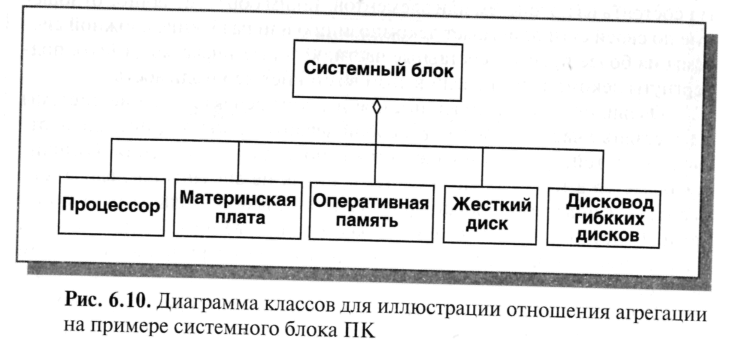 Системный блок
Процессор
Материнская
плата
Оперативная
память
Жесткий
диск
Дисковод
гибкких
дисков
Рис. 6.10. Диаграмма классов для иллюстрации отношения агрегации
на примере системного блока ПК